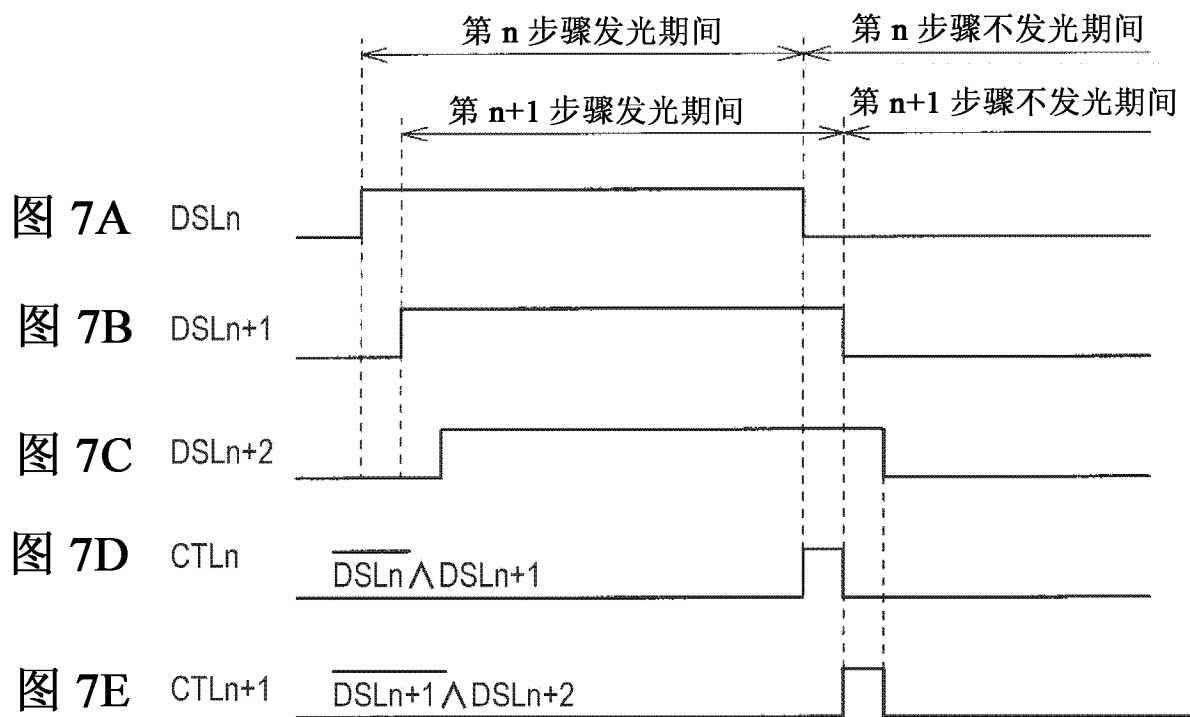 第 n 步骤发光期间 第 n 步骤不发光期间
第 n+1 步骤发光期间 第 n+1 步骤不发光期间
图 7A DSLn
图 7B DSLn+1
图 7C DSLn+2
图 7D CTLn D̅S̅L̅n̅⋀DSLn+1
图 7E CTLn+1 D̅S̅L̅n̅+̅1̅⋀DSLn+2